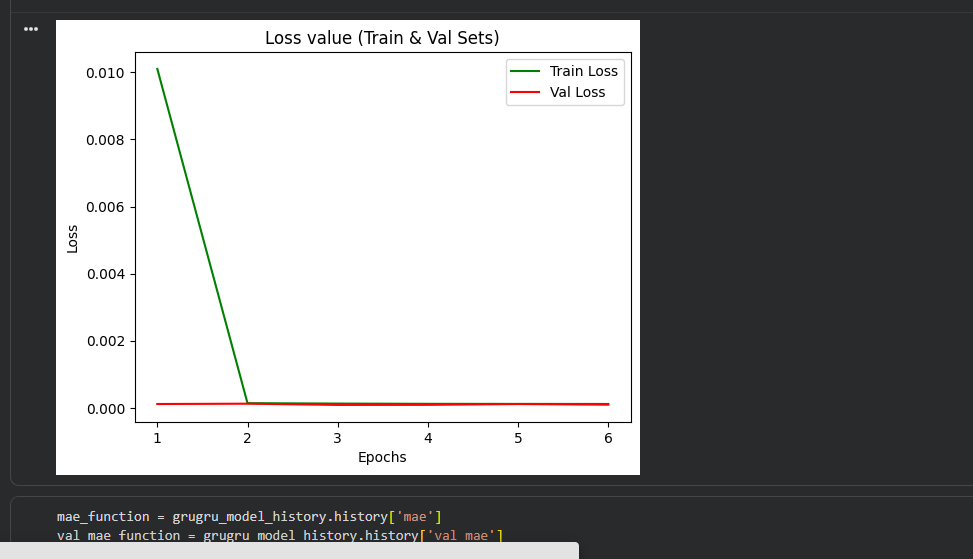 Loss value (Train & Val Sets)
Train Loss
Val Loss
0.010
0.008
0.006
0.004
0.002
0.000
Loss
1 2 3 4 5 6
Epochs
mae_function = grugru_model_history.history['mae']
val_mae_function = grugru_model_history.history['val_mae']